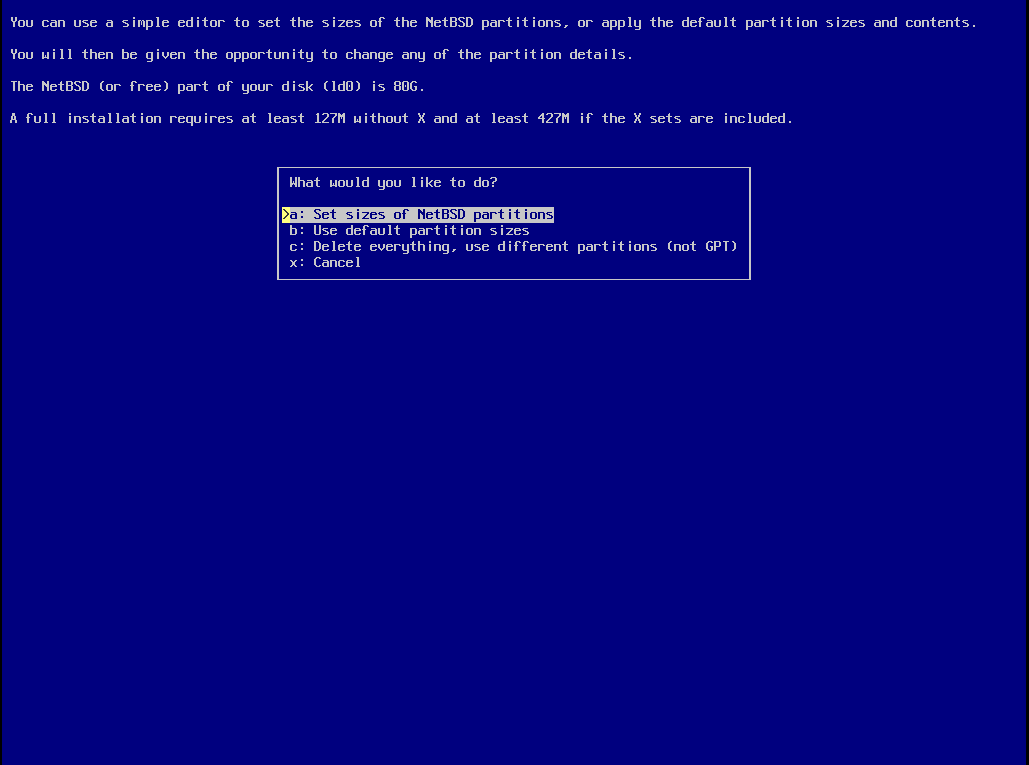 You can use a simple editor to set the sizes of the NetBSD partitions, or apply the default partition sizes and contents.
You will then be given the opportunity to change any of the partition details.
The NetBSD (or free) part of your disk (ld0) is 80G.
A full installation requires at least 127M without X and at least 427M if the X sets are included.
What would you like to do?
>a: Set sizes of NetBSD partitions
b: Use default partition sizes
c: Delete everything, use different partitions (not GPT)
x: Cancel